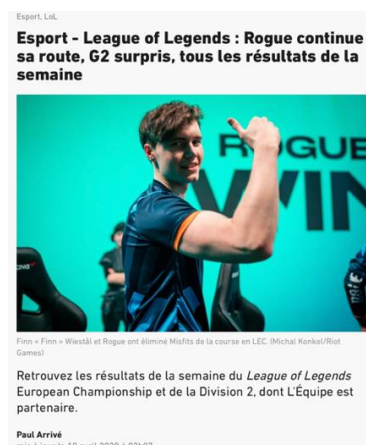 Esport, LoL
Esport - League of Legends : Rogue continue
sa route, G2 surpris, tous les résultats de la
semaine
ROGUE
WIN
Finn « Finn » Wiestål et Rogue ont éliminé Misfits de la course en LEC. (Michal Konkol/Riot
Games)
Retrouvez les résultats de la semaine du League of Legends
European Championship et de la Division 2, dont L'Équipe est
partenaire.
Paul Arrivé